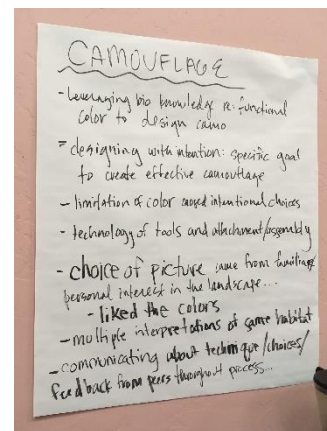 CAMOUFLAGE
- Leveraging bio knowledge re: functional
color to design camo
- designing with intention: specific goal
to create effective camouflage
- limitation of color caused intentional choices
- technology of tools and attachment/assembly
- choice of picture came from familiar
personal interest in the landscape...
- liked the colors
- multiple interpretations of same habitat
- communicating about technique/choices/
feedback from peers throughout process...